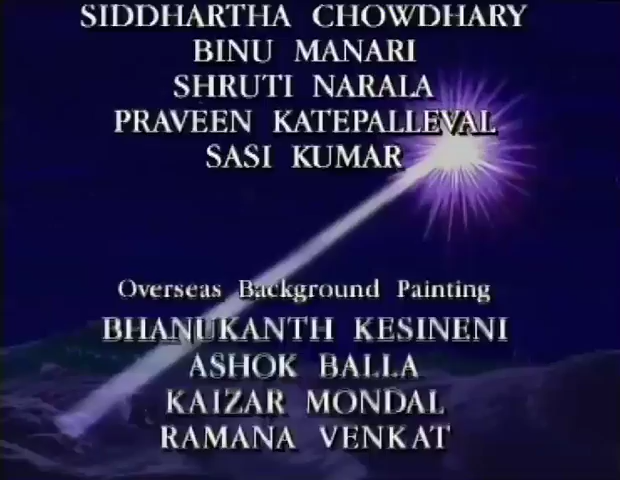 SIDDHARTHA CHOWDHARY
BINU MANARI
SHRUTI NARALA
PRAVEEN KATEPALLEVAL
SASI KUMAR
Overseas Background Painting
BHANUKANTH KESINENI
ASHOK BALLA
KAIZAR MONDAL
RAMANA VENKAT